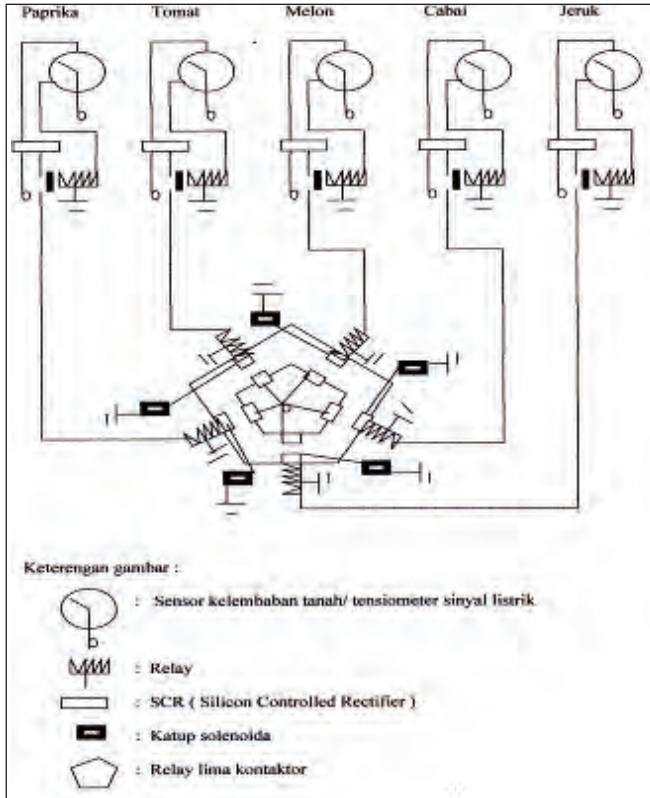 Paprika Tomat Melon Cabai Jeruk
Keterengan gambar :
: Sensor kelembaban tanah/ tensiometer sinyal listrik
: Relay
: SCR ( Silicon Controlled Rectifier )
: Katup solenoida
: Relay lima kontaktor